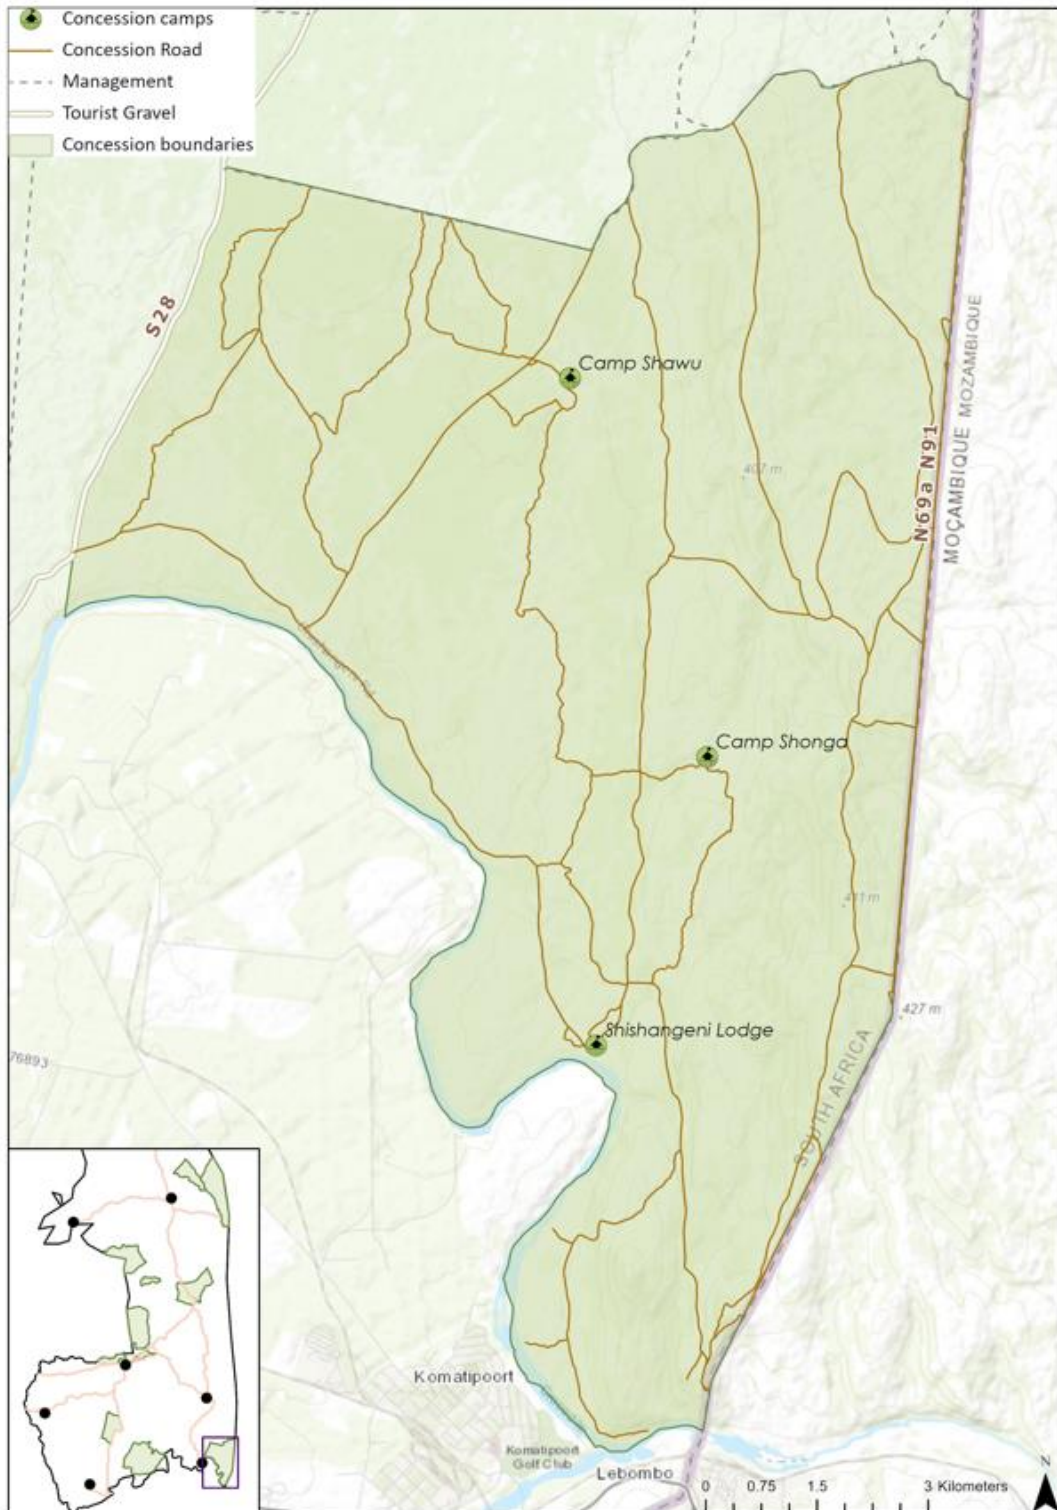 Concession camps
Concession Road
Management
Tourist Gravel
Concession boundaries
S28
Camp Shawu
MOÇAMBIQUE MOZAMBIQUE
407 m
N69a N91
Camp Shonga
411 m
427 m
Shishangeni Lodge
76893
SOUTH AFRICA
Komatipoort
Komatipoort
Golf Club
Lebombo
0 0.75 1.5 3 Kilometers
N